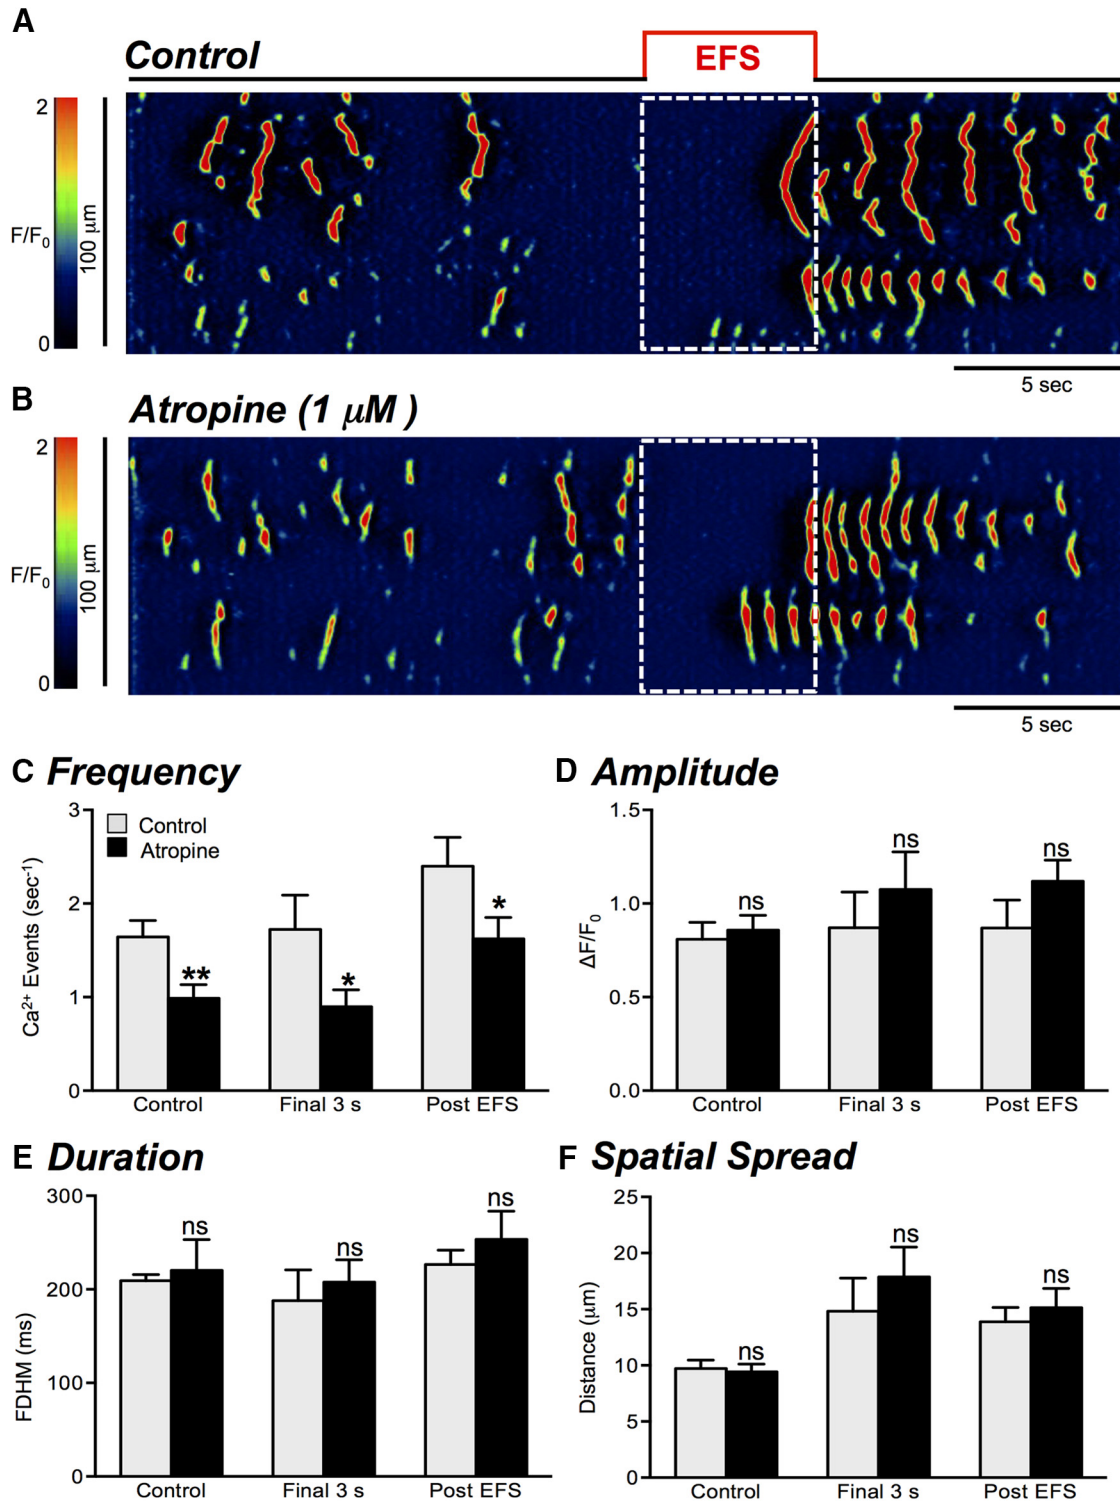 A
Control
EFS
2
F/F0
100 µm
0
5 sec
B
Atropine (1 µM )
2
F/F0
100 µm
0
5 sec
C Frequency
3
2
1
0
Ca2+ Events (sec-1)
Control
Atropine
**
*
*
Control
Final 3 s
Post EFS
D Amplitude
1.5
1.0
0.5
0.0
ΔF/F0
ns
ns
ns
Control
Final 3 s
Post EFS
E Duration
300
200
100
0
FDHM (ms)
ns
ns
ns
Control
Final 3 s
Post EFS
F Spatial Spread
25
20
15
10
5
0
Distance (µm)
ns
ns
ns
Control
Final 3 s
Post EFS